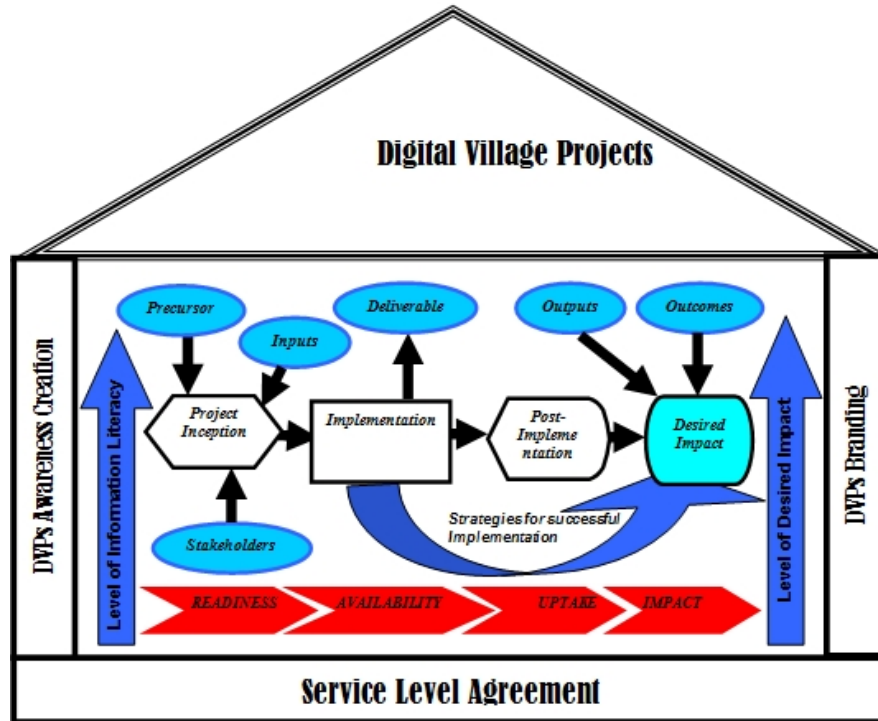 Digital Village Projects
DVPs Awareness Creation
Level of Information Literacy
Precursor
Inputs
Deliverable
Outputs
Outcomes
Project
Inception
Implementation
Post-
Impleme
ntation
Desired
Impact
Stakeholders
Strategies for successful
Implementation
READINESS
AVAILABILITY
UPTAKE
IMPACT
Level of Desired Impact
DVPs Branding
Service Level Agreement